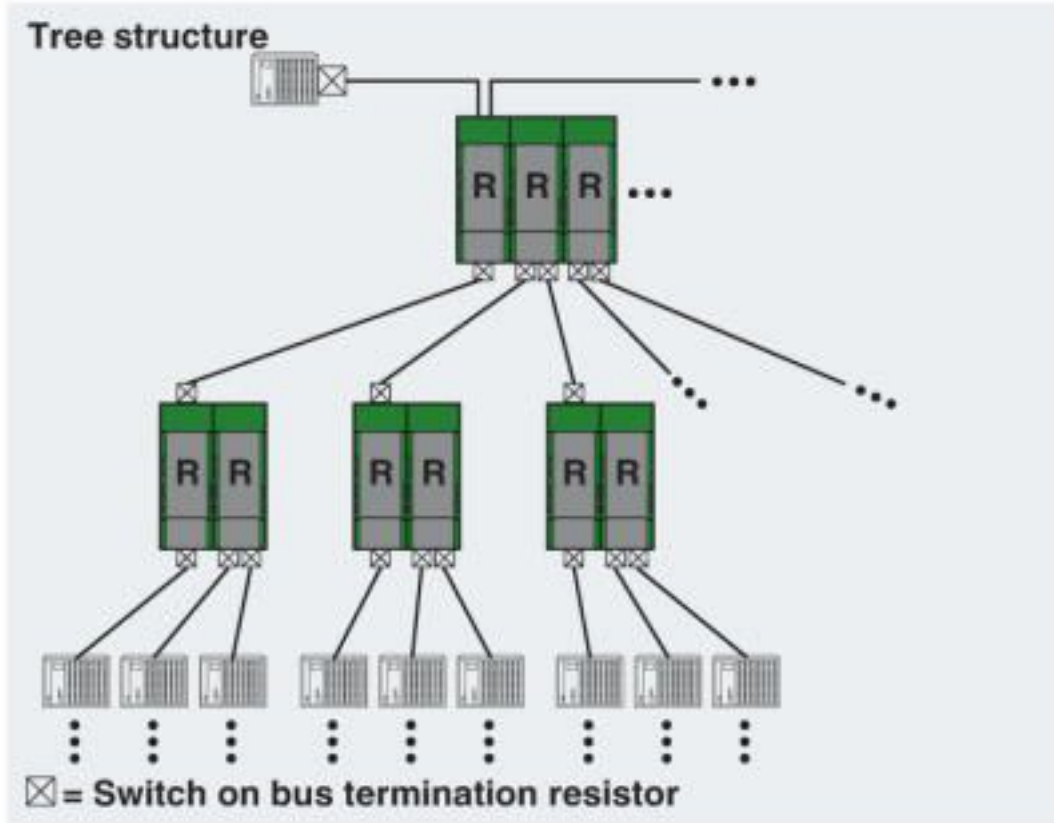 Tree structure
R R R
R R R R R R
= Switch on bus termination resistor